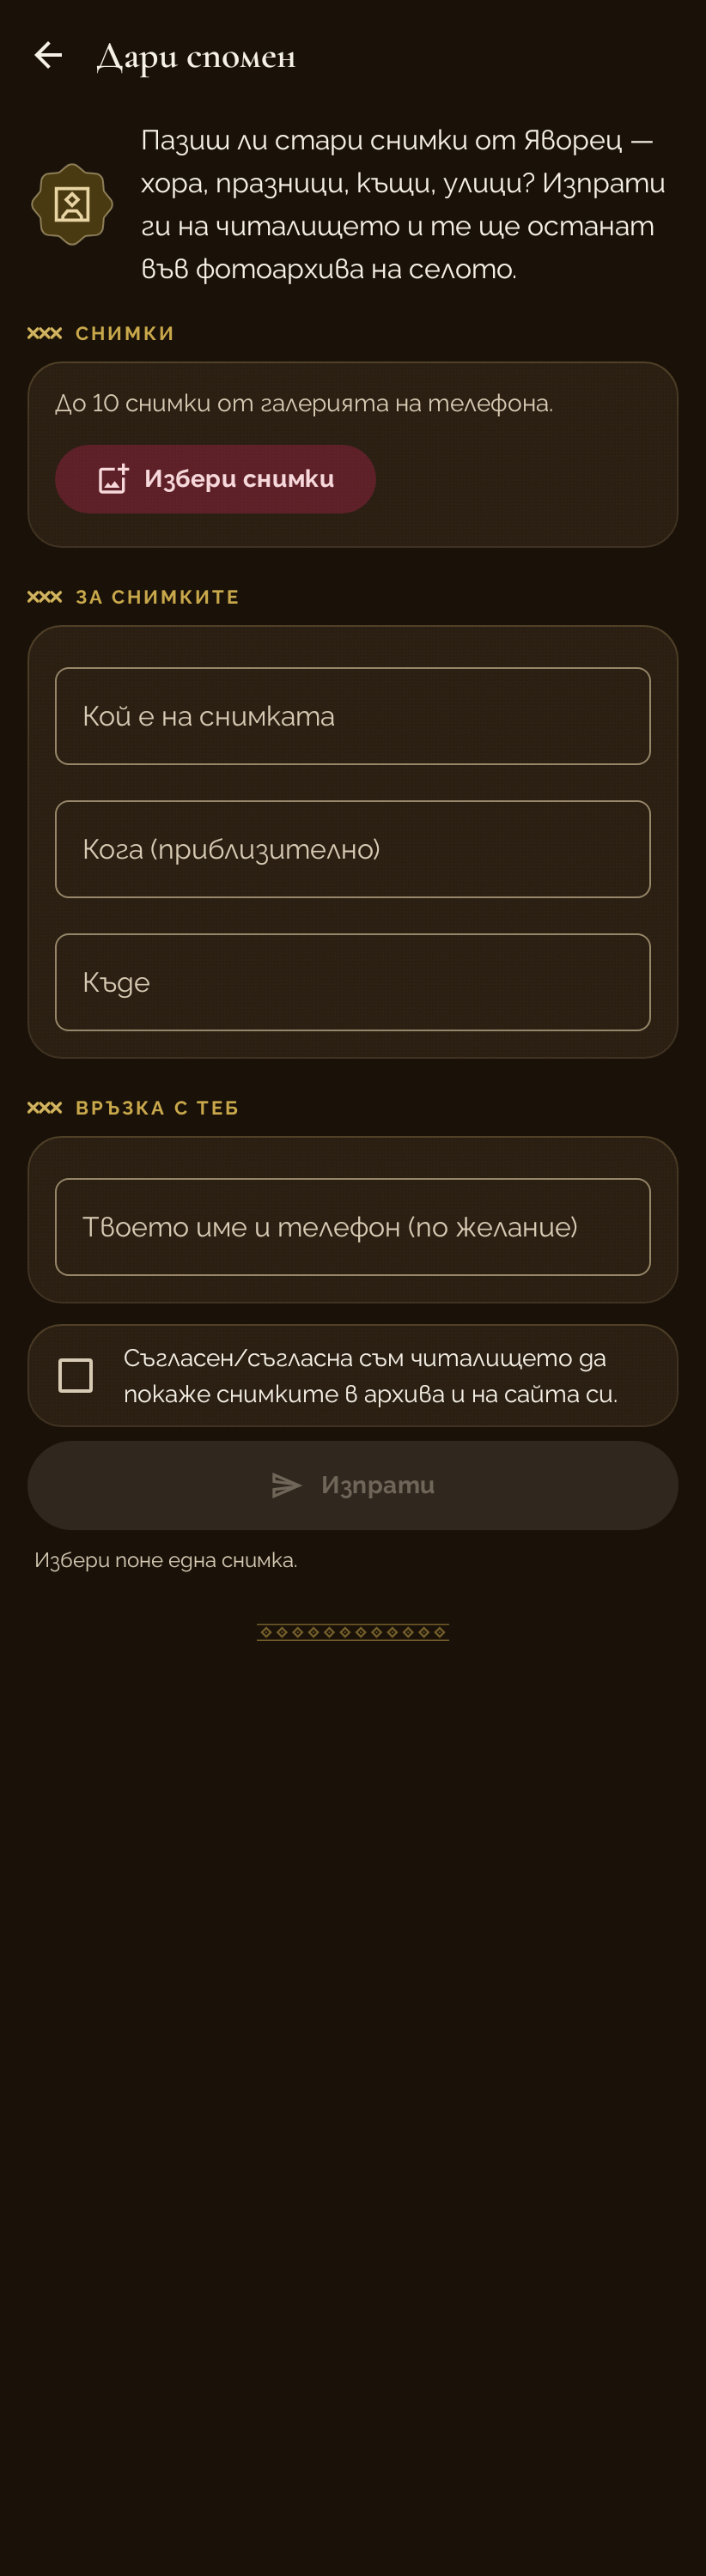 Дари спомен
Пазиш ли стари снимки от Яворец —
хора, празници, къщи, улици? Изпрати
ги на читалището и те ще останат
във фотоархива на селото.
СНИМКИ
До 10 снимки от галерията на телефона.
Избери снимки
ЗА СНИМКИТЕ
Кой е на снимката
Кога (приблизително)
Къде
ВРЪЗКА С ТЕБ
Твоето име и телефон (по желание)
Съгласен/съгласна съм читалището да
покаже снимките в архива и на сайта си.
Изпрати
Избери поне една снимка.